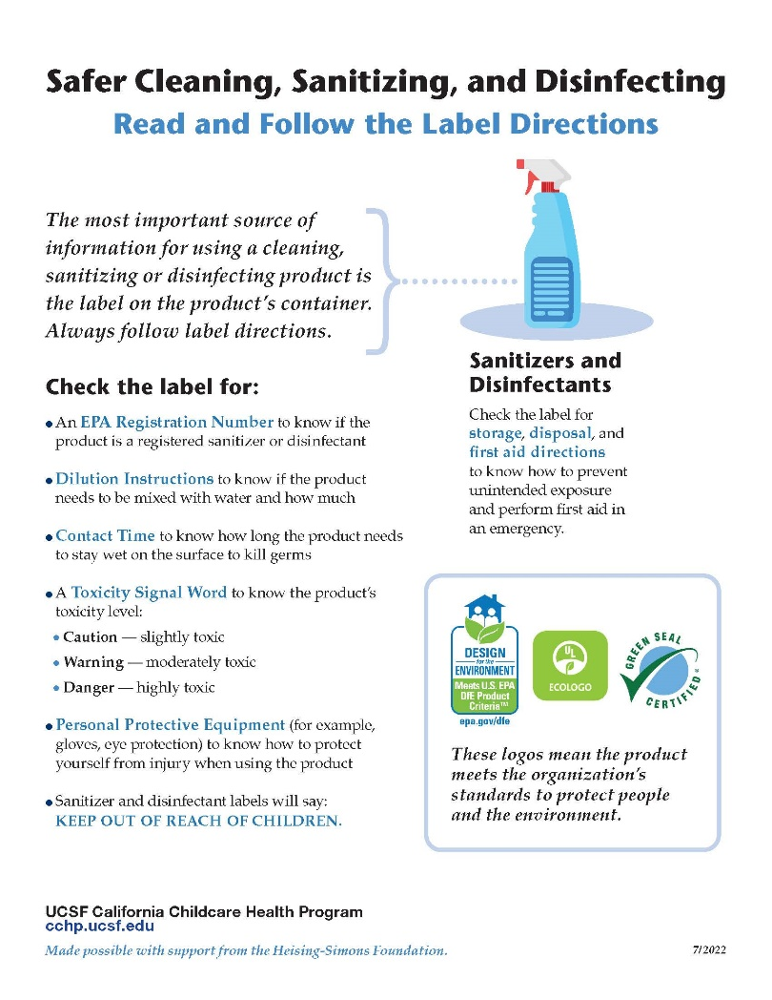 Safer Cleaning, Sanitizing, and Disinfecting
Read and Follow the Label Directions
The most important source of
information for using a cleaning,
sanitizing or disinfecting product is
the label on the product's container.
Always follow label directions.
Check the label for:
• An EPA Registration Number to know if the
product is a registered sanitizer or disinfectant
• Dilution Instructions to know if the product
needs to be mixed with water and how much
• Contact Time to know how long the product needs
to stay wet on the surface to kill germs
• A Toxicity Signal Word to know the product's
toxicity level:
• Caution — slightly toxic
• Warning — moderately toxic
• Danger — highly toxic
• Personal Protective Equipment (for example,
gloves, eye protection) to know how to protect
yourself from injury when using the product
• Sanitizer and disinfectant labels will say:
KEEP OUT OF REACH OF CHILDREN.
Sanitizers and
Disinfectants
Check the label for
storage, disposal, and
first aid directions
to know how to prevent
unintended exposure
and perform first aid in
an emergency.
DESIGN
for the
ENVIRONMENT
Meets U.S. EPA
DfE Product
Criteria™
epa.gov/dfe
UL
ECOLOGO
GREEN SEAL
CERTIFIED®
These logos mean the product
meets the organization's
standards to protect people
and the environment.
UCSF California Childcare Health Program
cchp.ucsf.edu
Made possible with support from the Heising-Simons Foundation.
7/2022